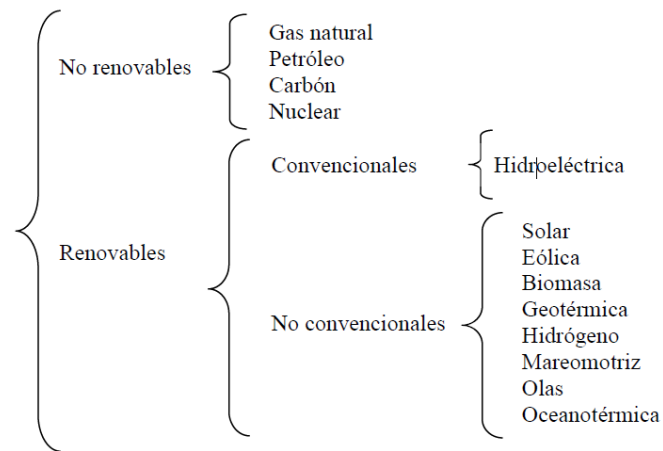 No renovables
Gas natural
Petróleo
Carbón
Nuclear
Renovables
Convencionales
Hidroeléctrica
No convencionales
Solar
Eólica
Biomasa
Geotérmica
Hidrógeno
Mareomotriz
Olas
Oceanotérmica